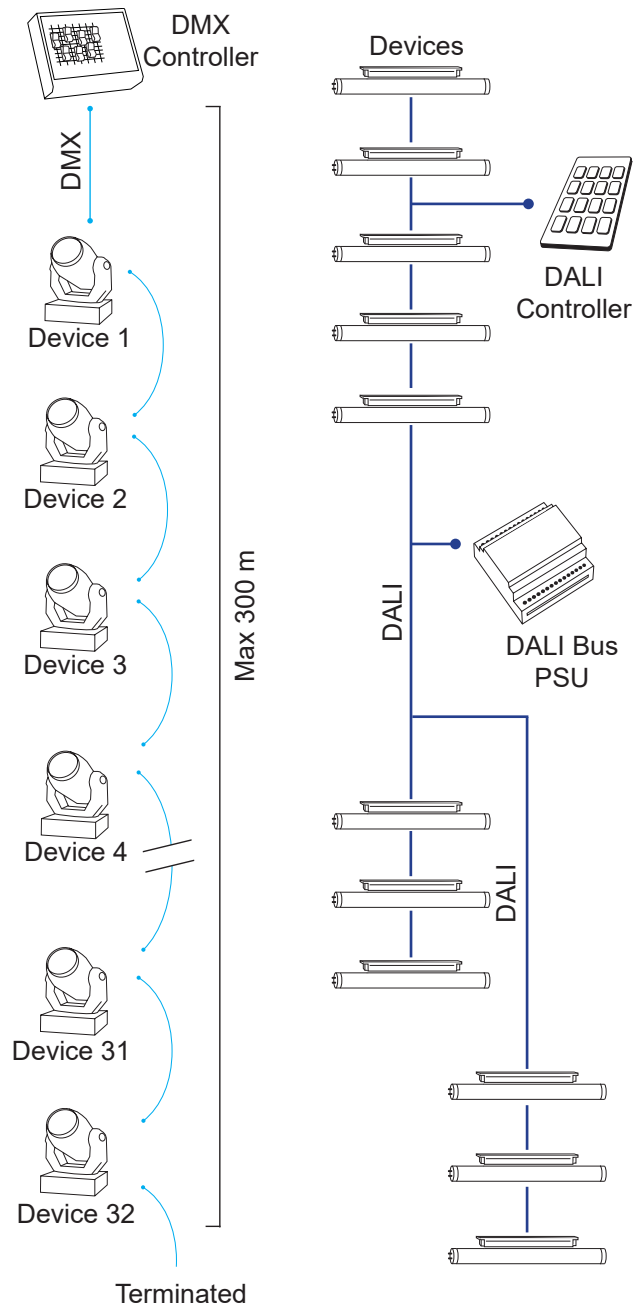 DMX
Controller
DMX
Device 1
Device 2
Device 3
Device 4
Device 31
Device 32
Terminated
Max 300 m
Devices
DALI
Controller
DALI
DALI Bus
PSU
DALI